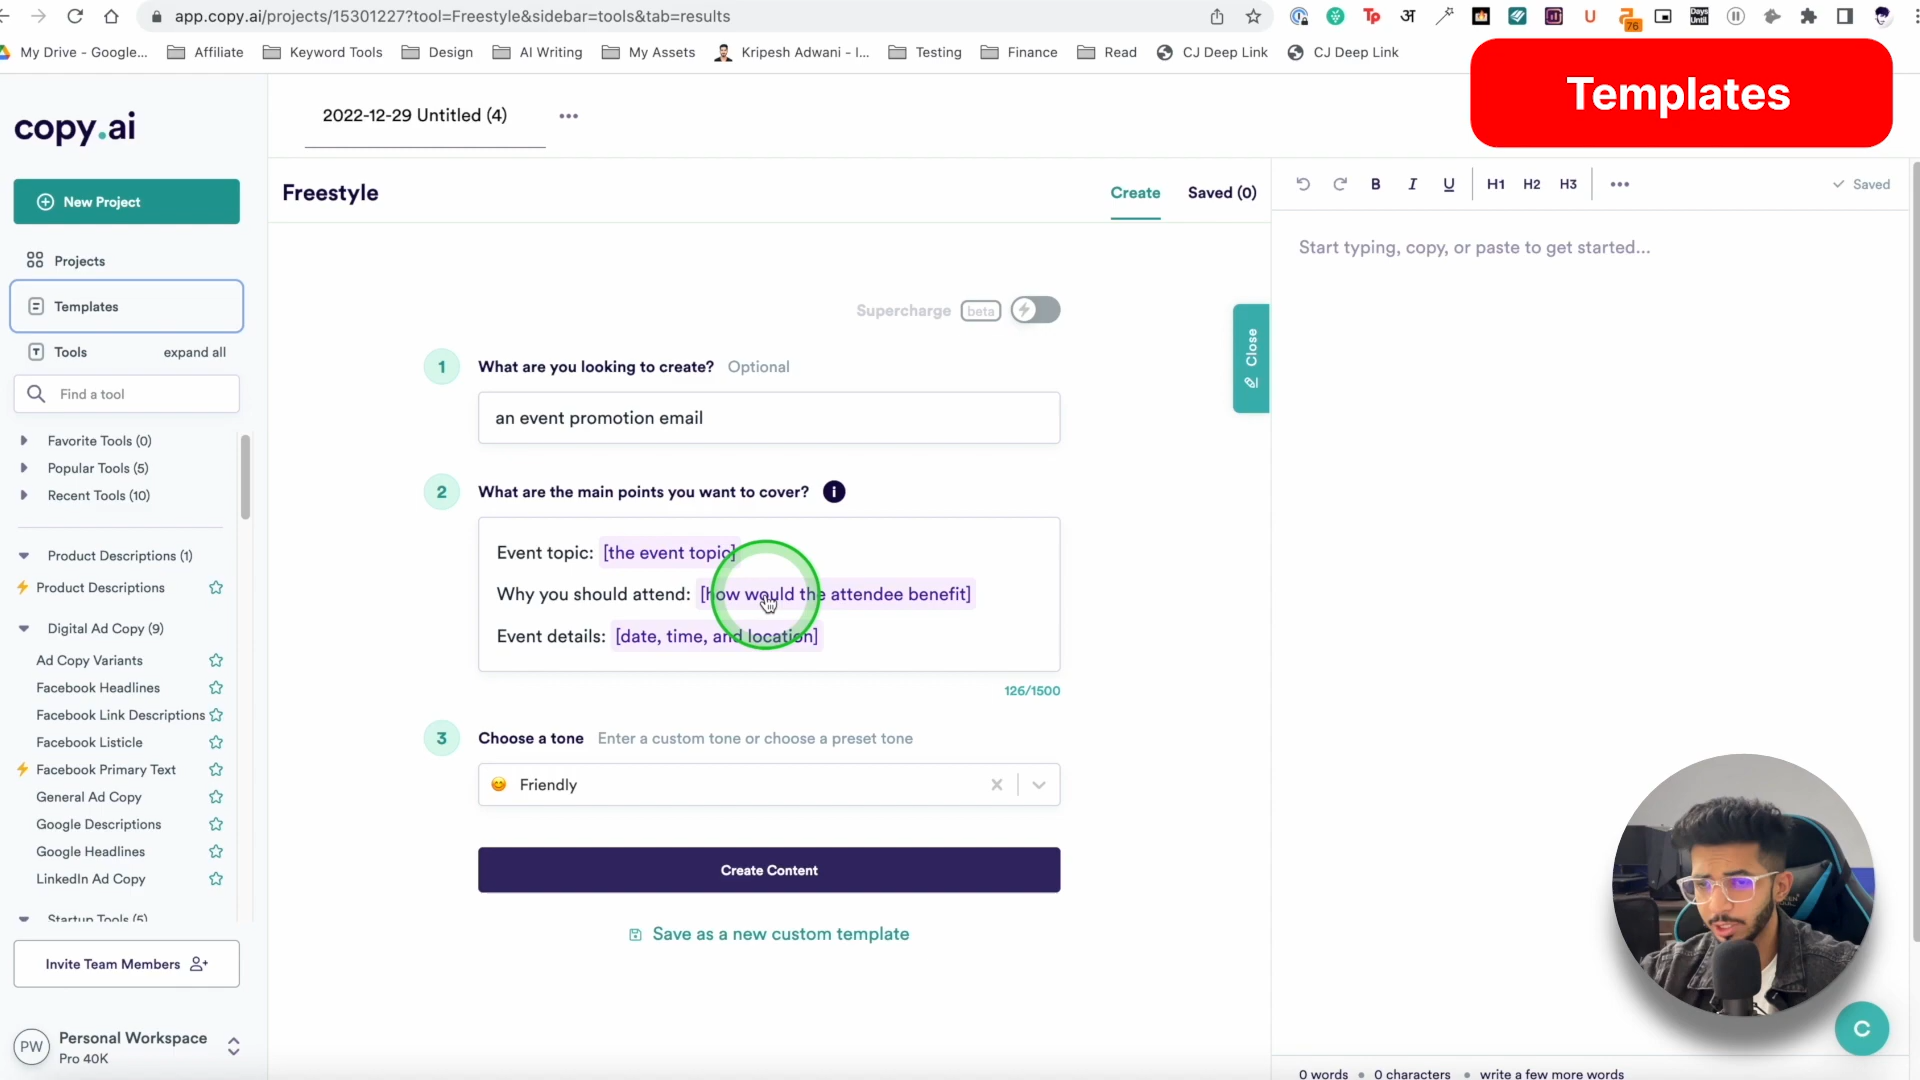 app.copy.ai/projects/15301227?tool=Freestyle&sidebar=tools&tab=results
76
My Drive - Google...
Affiliate
Keyword Tools
Design
AI Writing
My Assets
Kripesh Adwani - I...
Testing
Finance
Read
CJ Deep Link
CJ Deep Link
Templates
copy.ai
2022-12-29 Untitled (4)
New Project
Projects
Templates
Tools
expand all
Find a tool
Favorite Tools (0)
Popular Tools (5)
Recent Tools (10)
Product Descriptions (1)
Product Descriptions
Digital Ad Copy (9)
Ad Copy Variants
Facebook Headlines
Facebook Link Descriptions
Facebook Listicle
Facebook Primary Text
General Ad Copy
Google Descriptions
Google Headlines
LinkedIn Ad Copy
Startup Tools (5)
Invite Team Members
PW
Personal Workspace
Pro 40K
Freestyle
Create
Saved (0)
Supercharge beta
1 What are you looking to create? Optional
an event promotion email
2 What are the main points you want to cover? i
Event topic: [the event topic]
Why you should attend: [how would the attendee benefit]
Event details: [date, time, and location]
126/1500
3 Choose a tone Enter a custom tone or choose a preset tone
Friendly
Create Content
Save as a new custom template
Close
B I U H1 H2 H3
Saved
Start typing, copy, or paste to get started...
C
0 words • 0 characters • write a few more words